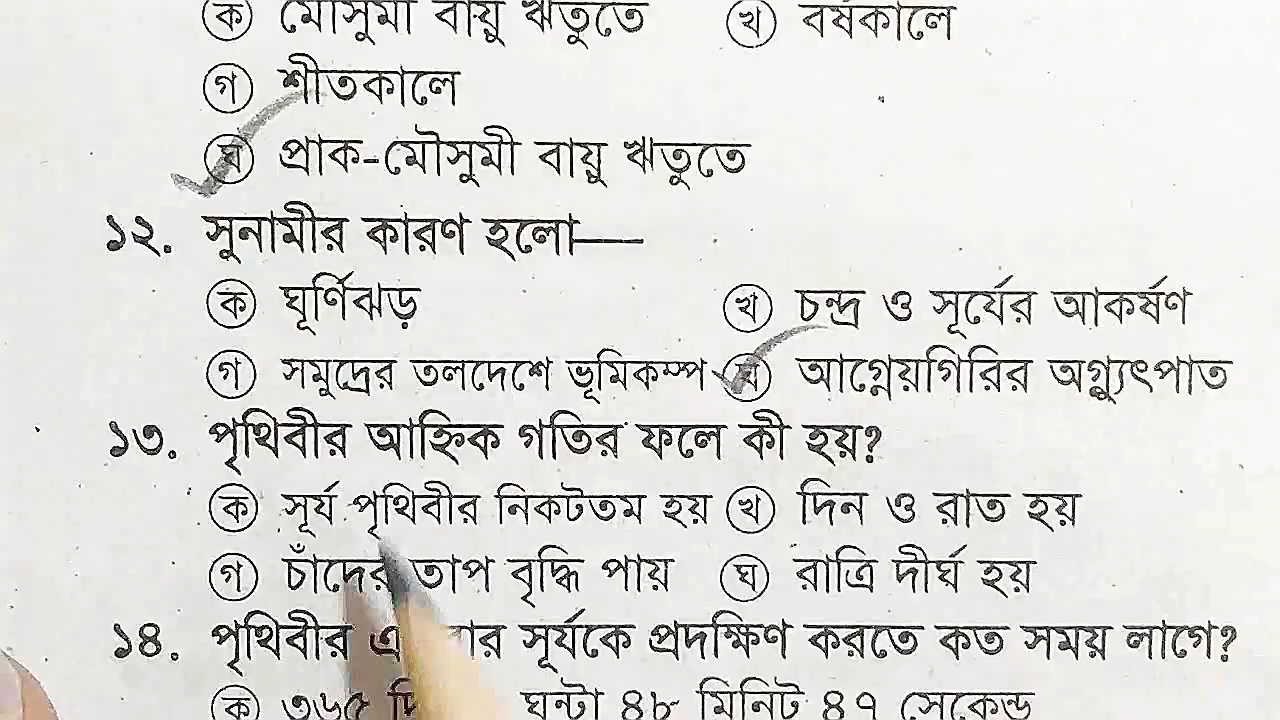 ক মৌসুমী বায়ু ঋতুতে খ বর্ষকালে
গ শীতকালে
ঘ প্রাক-মৌসুমী বায়ু ঋতুতে
১২. সুনামীর কারণ হলো—
ক ঘূর্ণিঝড় খ চন্দ্র ও সূর্যের আকর্ষণ
গ সমুদ্রের তলদেশে ভূমিকম্প ঘ আগ্নেয়গিরির অগ্ন্যুৎপাত
১৩. পৃথিবীর আহ্নিক গতির ফলে কী হয়?
ক সূর্য পৃথিবীর নিকটতম হয় খ দিন ও রাত হয়
গ চাঁদের তাপ বৃদ্ধি পায় ঘ রাত্রি দীর্ঘ হয়
১৪. পৃথিবীর সূর্যকে প্রদক্ষিণ করতে কত সময় লাগে?
ক ৩৬৫ ঘন্টা ৪৮ মিনিট ৪৭ সেকেন্ড